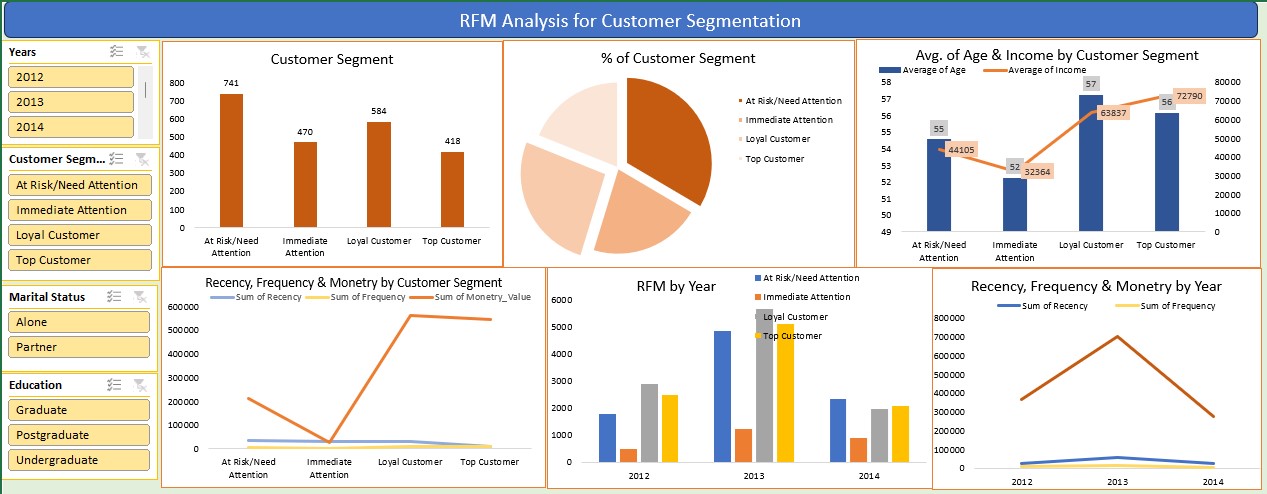 RFM Analysis for Customer Segmentation
Years
2012
2013
2014
Customer Segm...
At Risk/Need Attention
Immediate Attention
Loyal Customer
Top Customer
Marital Status
Alone
Partner
Education
Graduate
Postgraduate
Undergraduate
Customer Segment
800
700
600
500
400
300
200
100
0
741
470
584
418
At Risk/Need
Attention
Immediate
Attention
Loyal Customer
Top Customer
% of Customer Segment
At Risk/Need Attention
Immediate Attention
Loyal Customer
Top Customer
Avg. of Age & Income by Customer Segment
Average of Age
Average of Income
58
57
56
56
55
54
53
52
51
51
50
49
55
52
57
56
44105
32364
63837
72790
80000
70000
60000
50000
40000
30000
20000
10000
0
At Risk/Need
Attention
Immediate
Attention
Loyal Customer
Top Customer
Recency, Frequency & Monetry by Customer Segment
Sum of Recency
Sum of Frequency
Sum of Monetry_Value
600000
500000
400000
300000
200000
100000
0
At Risk/Need
Attention
Immediate
Attention
Loyal Customer
Top Customer
RFM by Year
At Risk/Need Attention
Immediate Attention
Loyal Customer
Top Customer
6000
5000
4000
3000
2000
1000
0
2012
2013
2014
Recency, Frequency & Monetry by Year
Sum of Recency
Sum of Frequency
800000
700000
600000
500000
400000
300000
200000
100000
0
2012
2013
2014